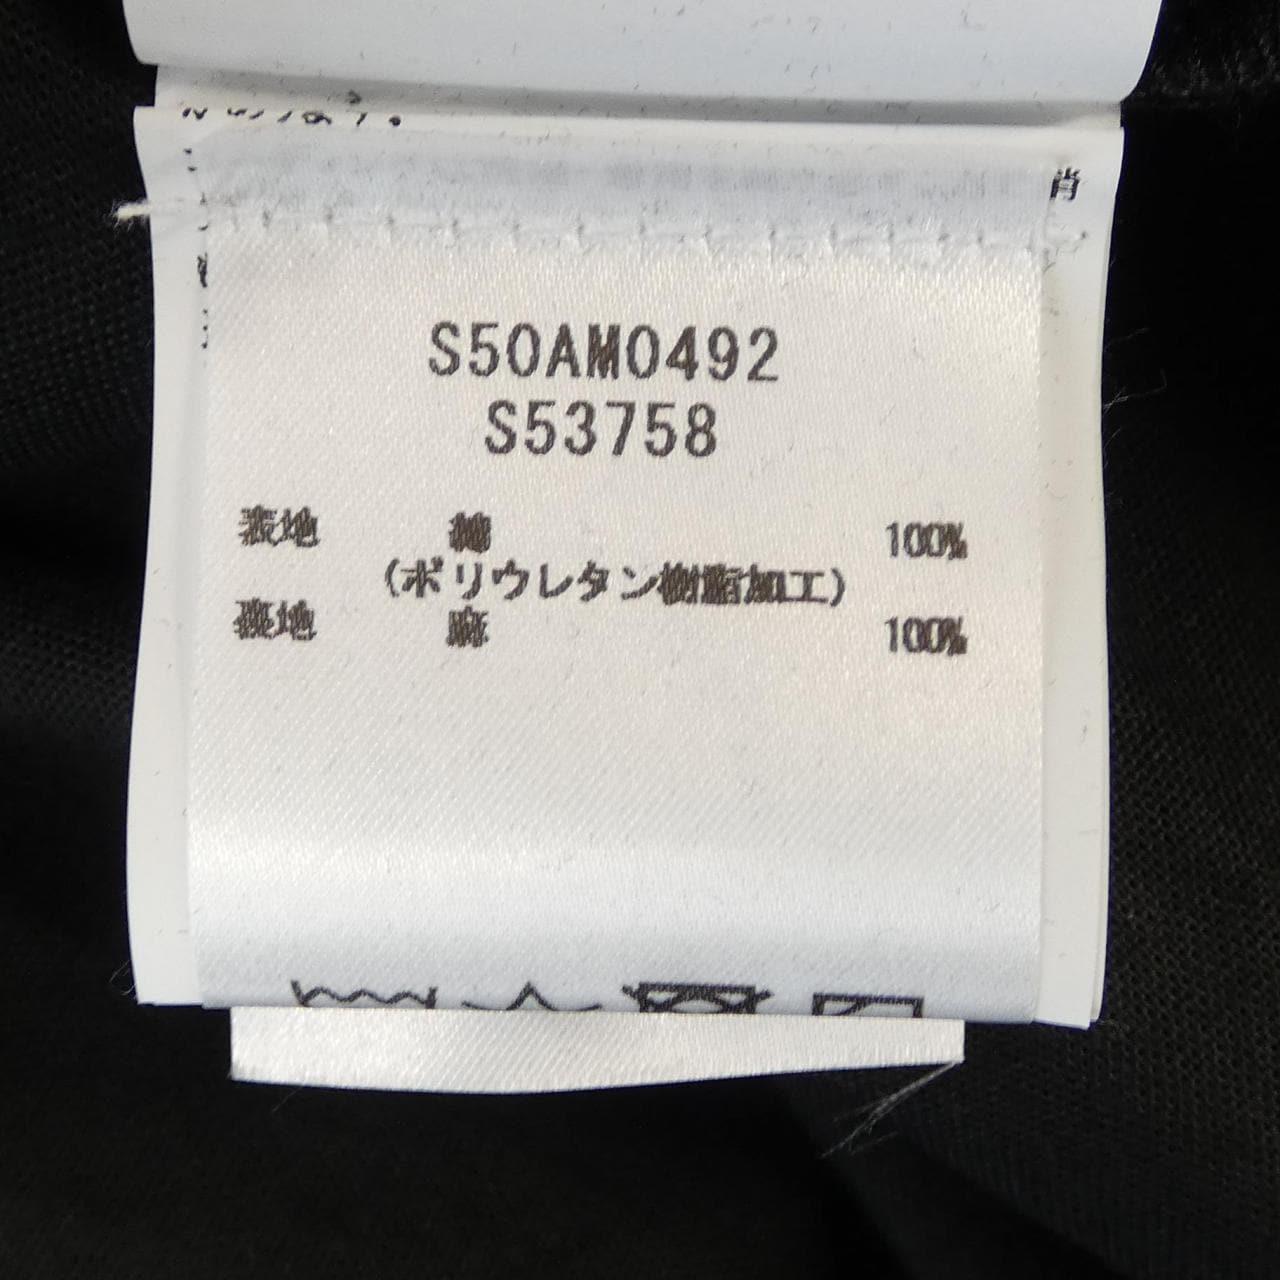 S50AM0492
S53758
表地 綿 100%
(ポリウレタン樹脂加工)
裏地 麻 100%